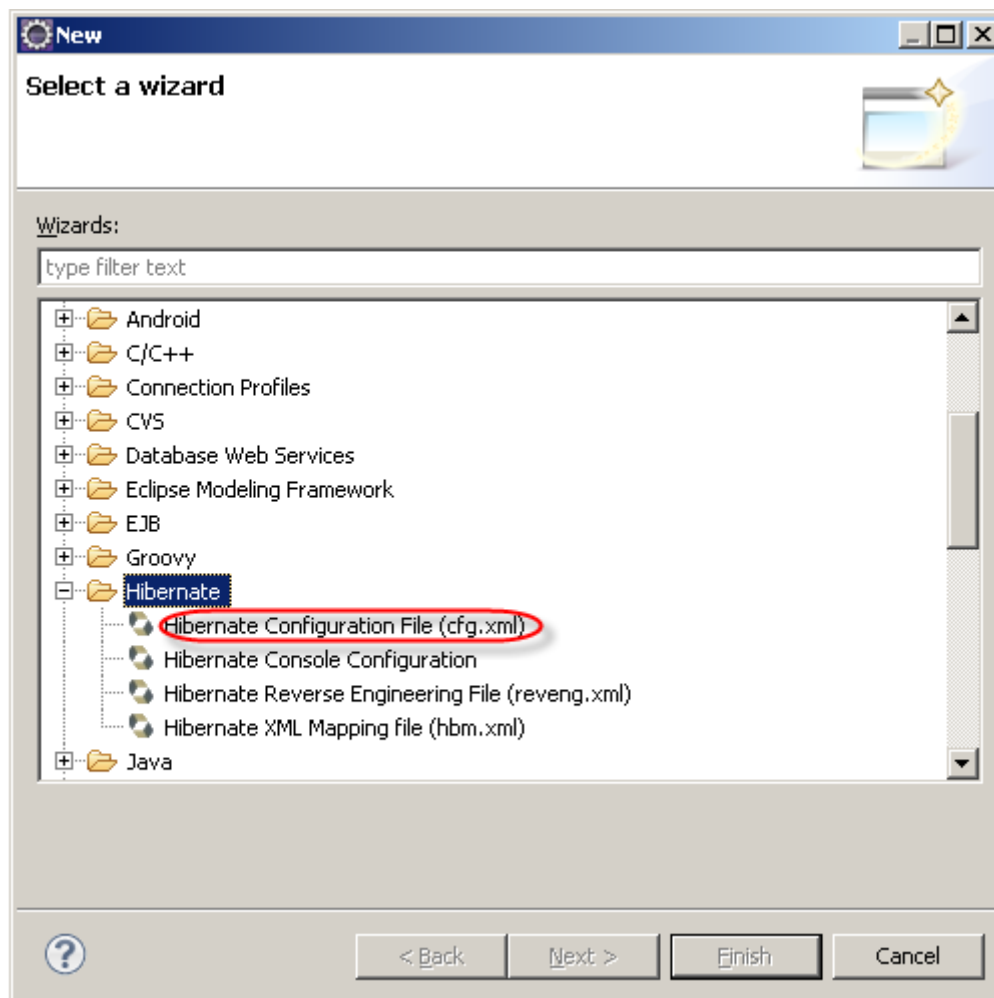 New
Select a wizard
Wizards:
type filter text
Android
C/C++
Connection Profiles
CVS
Database Web Services
Eclipse Modeling Framework
EJB
Groovy
Hibernate
Hibernate Configuration File (cfg.xml)
Hibernate Console Configuration
Hibernate Reverse Engineering File (reveng.xml)
Hibernate XML Mapping file (hbm.xml)
Java
? < Back Next > Finish Cancel